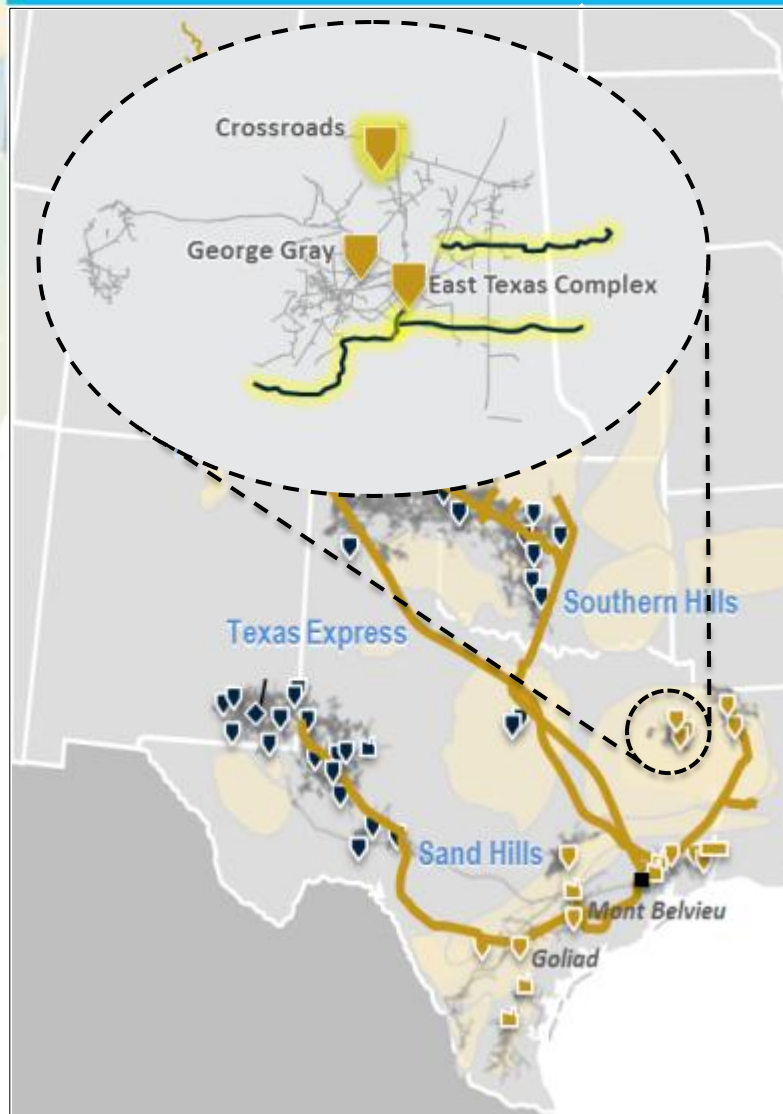 Crossroads
George Gray
East Texas Complex
Southern Hills
Texas Express
Sand Hills
Mont Belvieu
Goliad